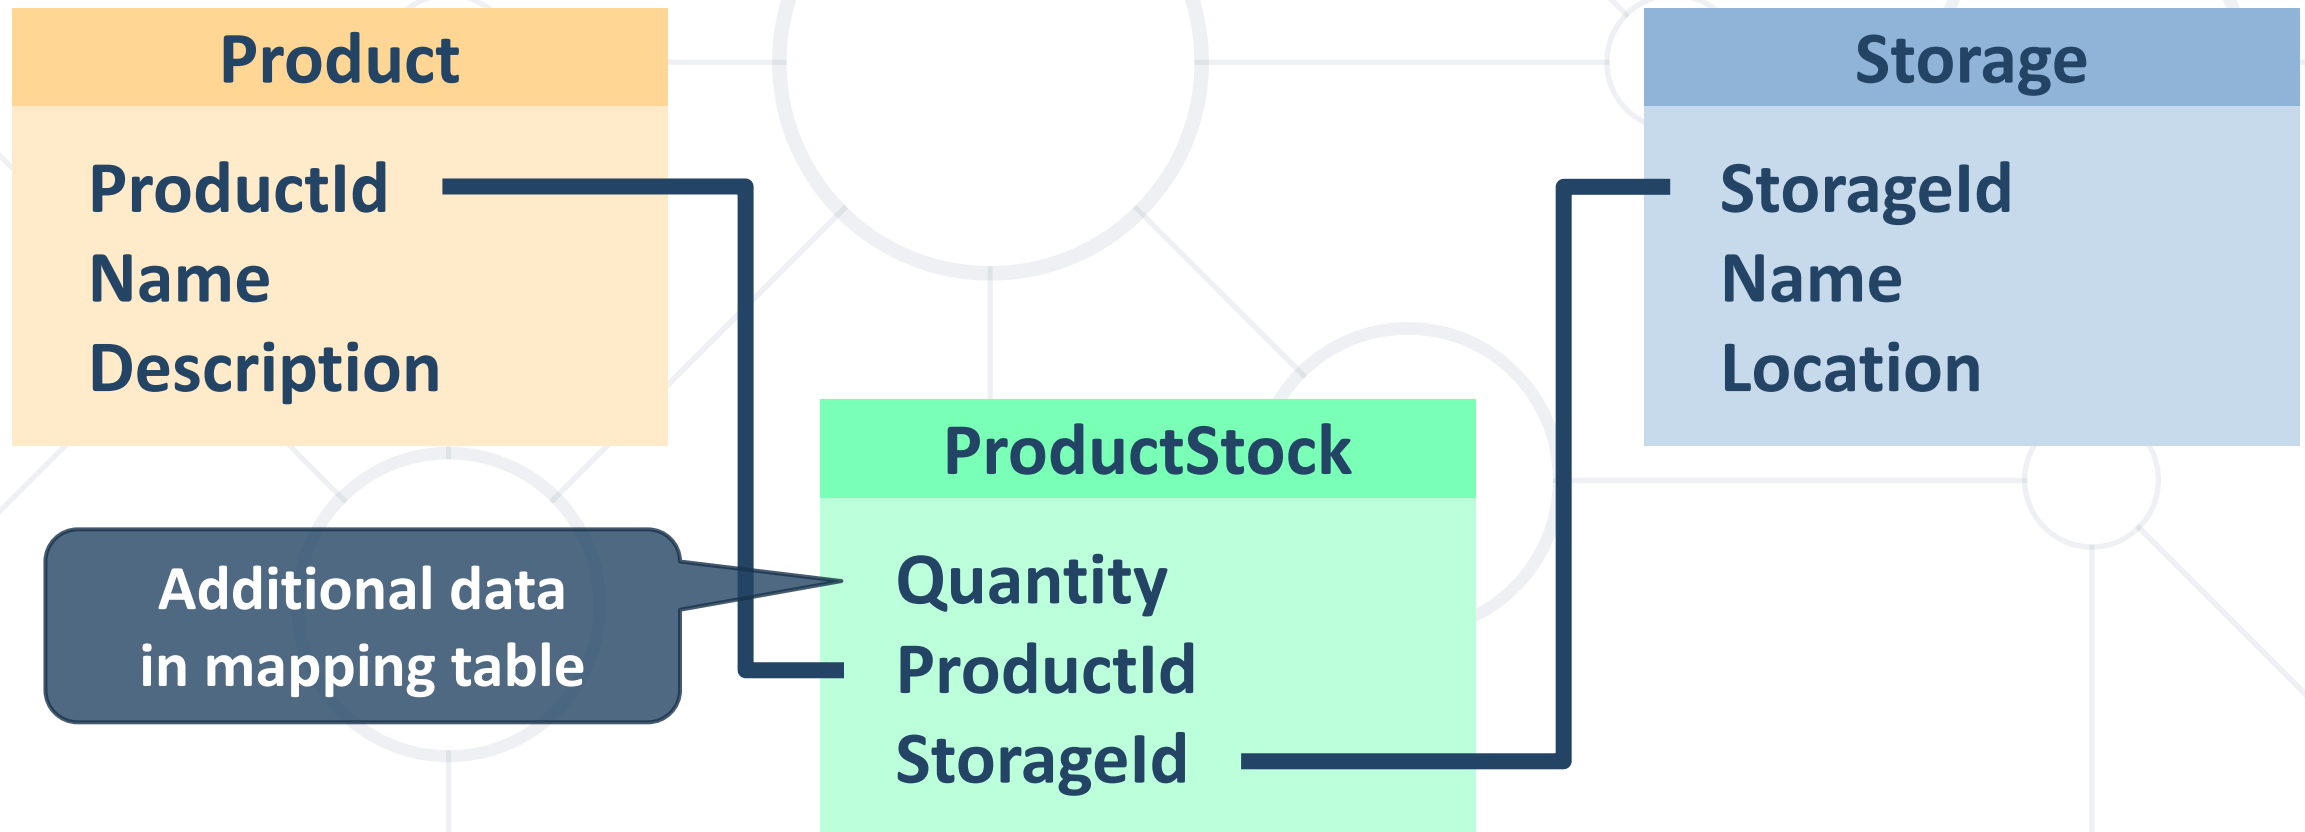 Product
ProductId
Name
Description
Storage
StorageId
Name
Location
ProductStock
Quantity
ProductId
StorageId
Additional data
in mapping table